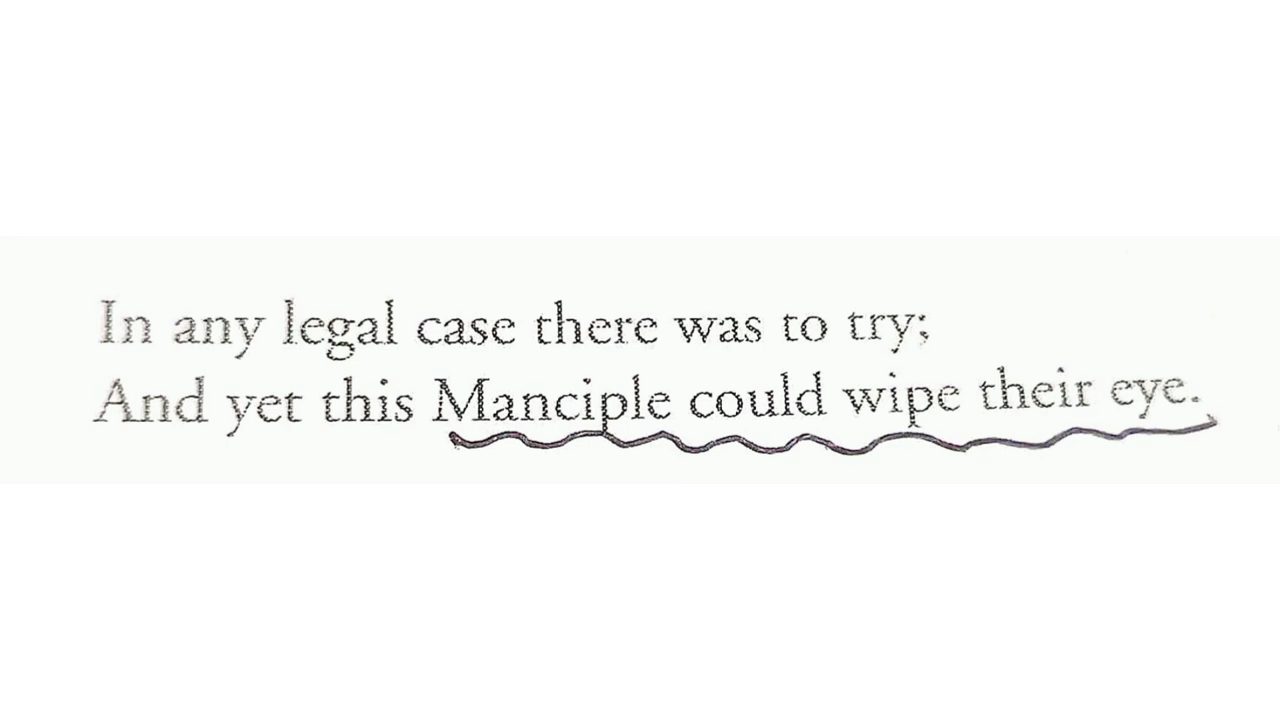 In any legal case there was to try;
And yet this Manciple could wipe their eye.